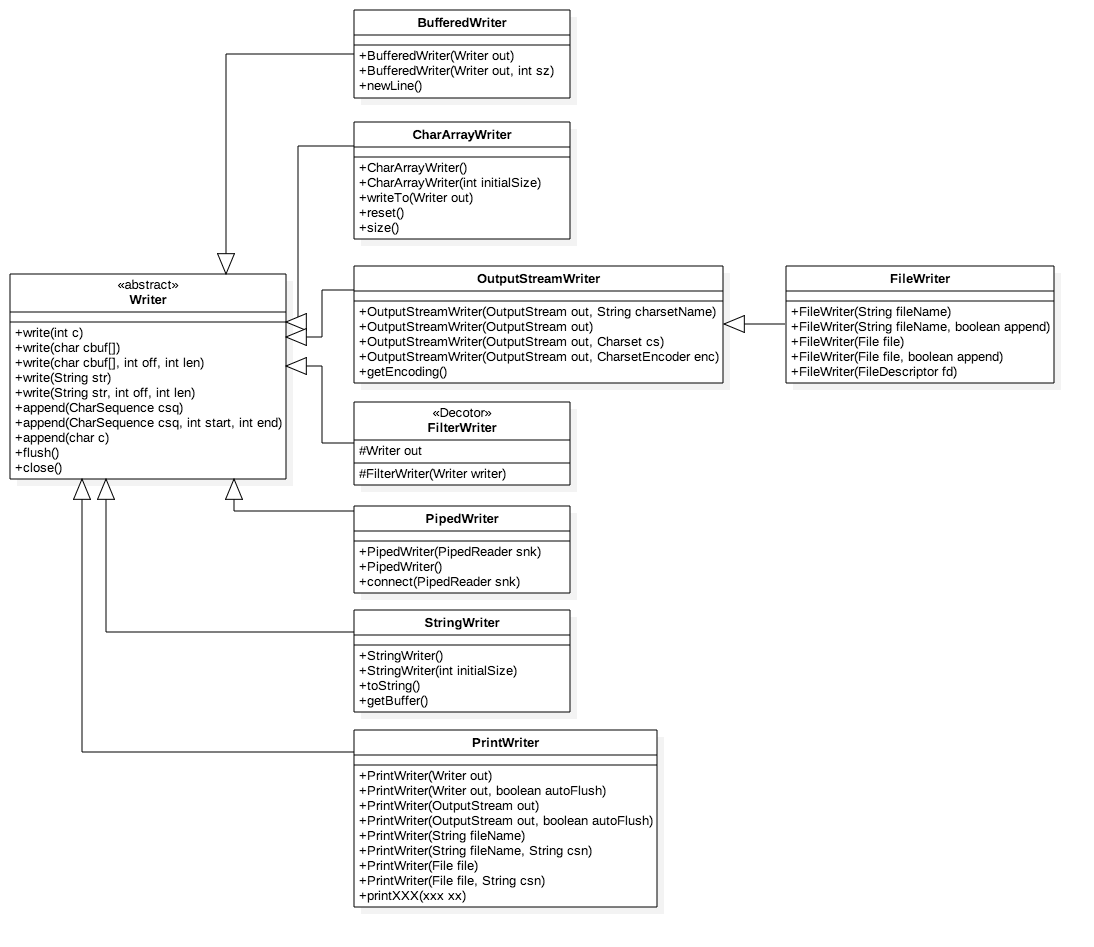 BufferedWriter
+BufferedWriter(Writer out)
+BufferedWriter(Writer out, int sz)
+newLine()
CharArrayWriter
+CharArrayWriter()
+CharArrayWriter(int initialSize)
+writeTo(Writer out)
+reset()
+size()
«abstract»
Writer
+write(int c)
+write(char cbuf[])
+write(char cbuf[], int off, int len)
+write(String str)
+write(String str, int off, int len)
+append(CharSequence csq)
+append(CharSequence csq, int start, int end)
+append(char c)
+flush()
+close()
OutputStreamWriter
+OutputStreamWriter(OutputStream out, String charsetName)
+OutputStreamWriter(OutputStream out)
+OutputStreamWriter(OutputStream out, Charset cs)
+OutputStreamWriter(OutputStream out, CharsetEncoder enc)
+getEncoding()
FileWriter
+FileWriter(String fileName)
+FileWriter(String fileName, boolean append)
+FileWriter(File file)
+FileWriter(File file, boolean append)
+FileWriter(FileDescriptor fd)
«Decotor»
FilterWriter
#Writer out
#FilterWriter(Writer writer)
PipedWriter
+PipedWriter(PipedReader snk)
+PipedWriter()
+connect(PipedReader snk)
StringWriter
+StringWriter()
+StringWriter(int initialSize)
+toString()
+getBuffer()
PrintWriter
+PrintWriter(Writer out)
+PrintWriter(Writer out, boolean autoFlush)
+PrintWriter(OutputStream out)
+PrintWriter(OutputStream out, boolean autoFlush)
+PrintWriter(String fileName)
+PrintWriter(String fileName, String csn)
+PrintWriter(File file)
+PrintWriter(File file, String csn)
+printXXX(xxx xx)